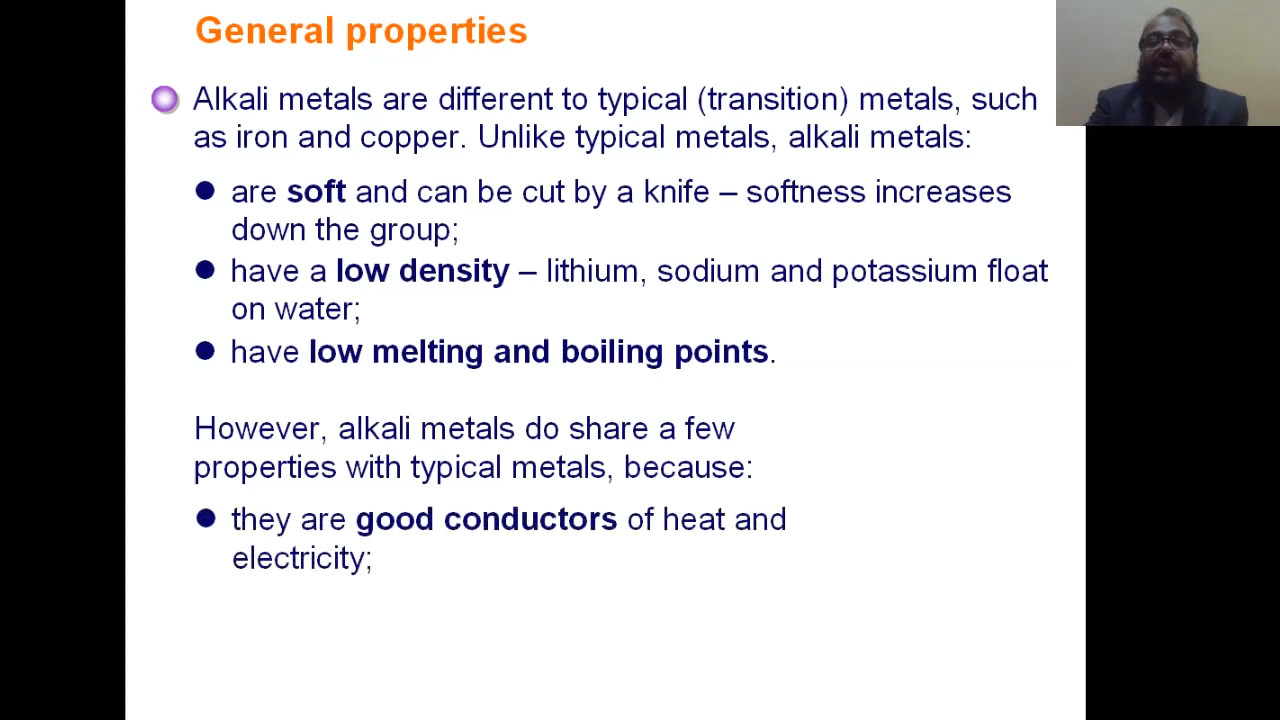 General properties
Alkali metals are different to typical (transition) metals, such
as iron and copper. Unlike typical metals, alkali metals:
● are soft and can be cut by a knife – softness increases
down the group;
● have a low density – lithium, sodium and potassium float
on water;
● have low melting and boiling points.
However, alkali metals do share a few
properties with typical metals, because:
● they are good conductors of heat and
electricity;